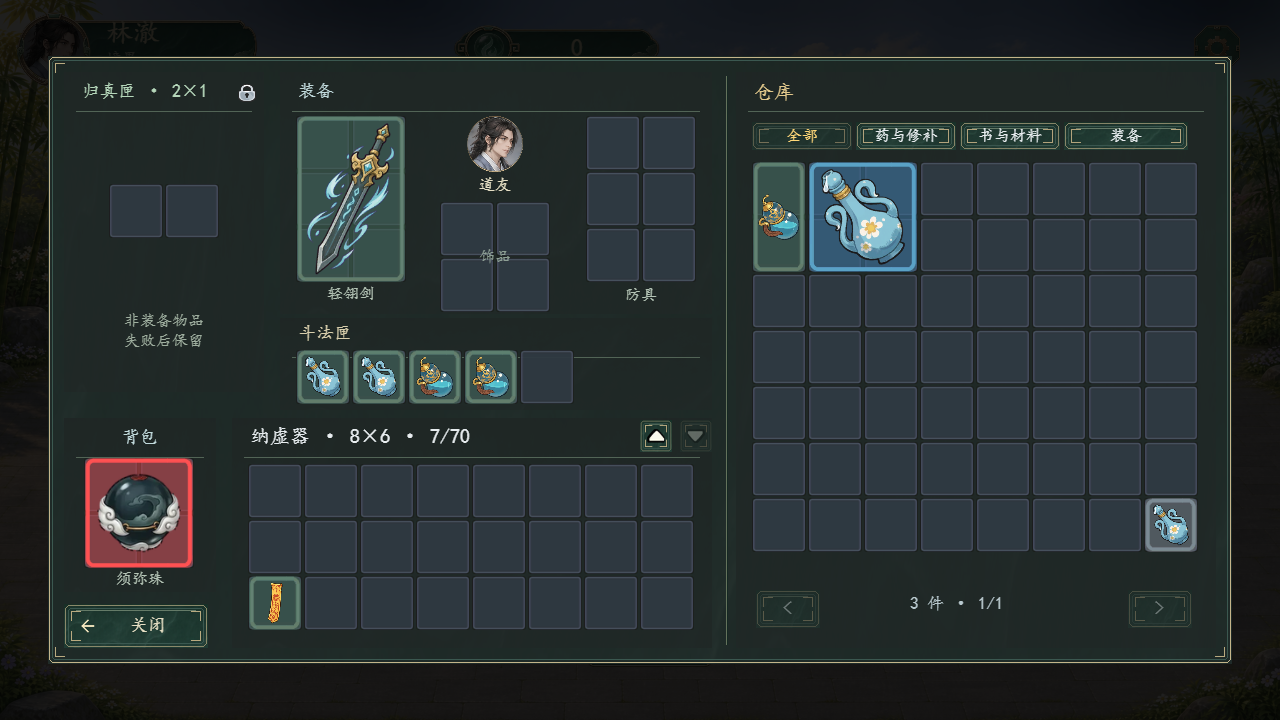 林澈
0
归真匣 • 2×1
装备
道友
饰品
轻翎剑
防具
非装备物品
失败后保留
斗法匣
背包
须弥珠
关闭
纳虚器 • 8×6 • 7/70
仓库
全部
药与修补
书与材料
装备
3 件 • 1/1